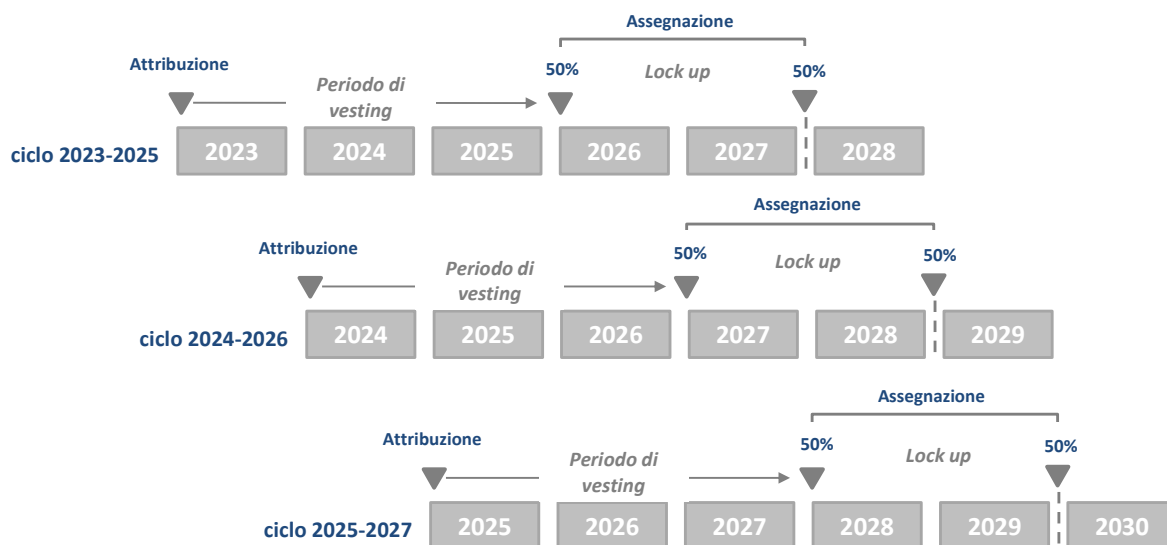 Assegnazione
Attribuzione
50%
Lock up
50%
Periodo di
vesting
ciclo 2023-2025
2023
2024
2025
2026
2027
2028
Assegnazione
Attribuzione
50%
Lock up
50%
Periodo di
vesting
ciclo 2024-2026
2024
2025
2026
2027
2028
2029
Assegnazione
Attribuzione
50%
Lock up
50%
Periodo di
vesting
ciclo 2025-2027
2025
2026
2027
2028
2029
2030